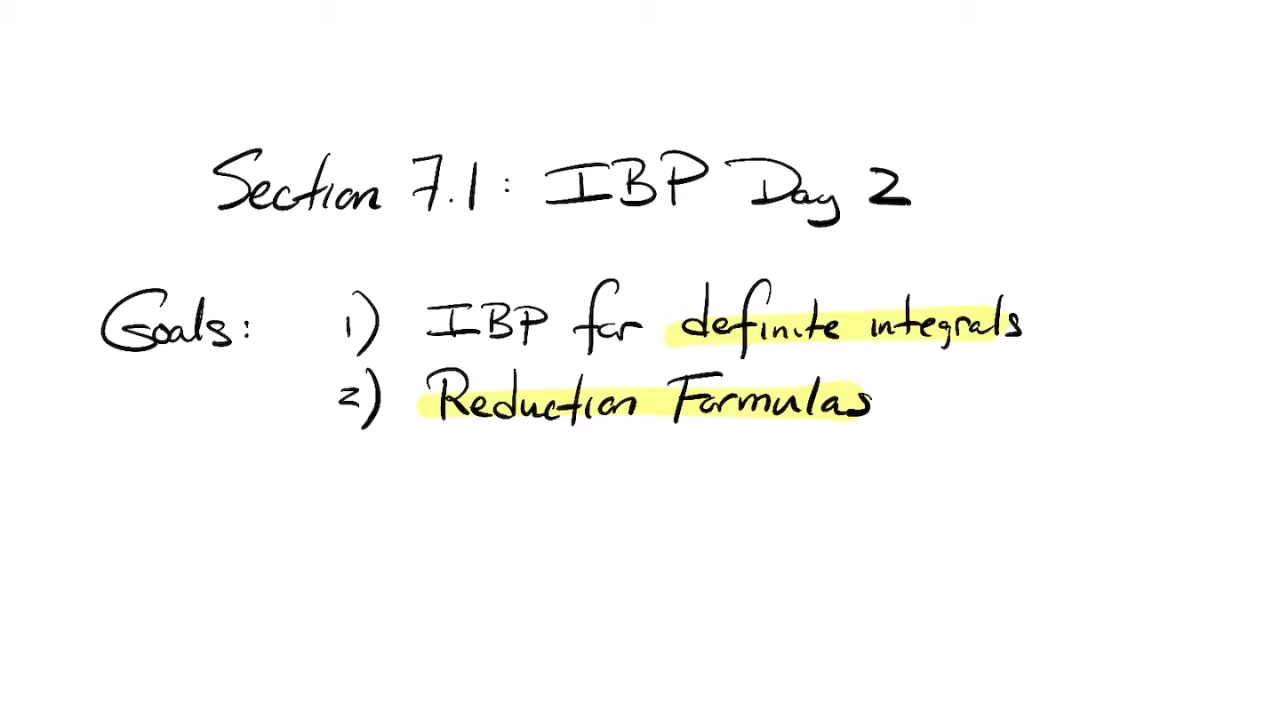 Section 7.1: IBP Day 2
Goals: 1) IBP for definite integrals
2) Reduction Formulas